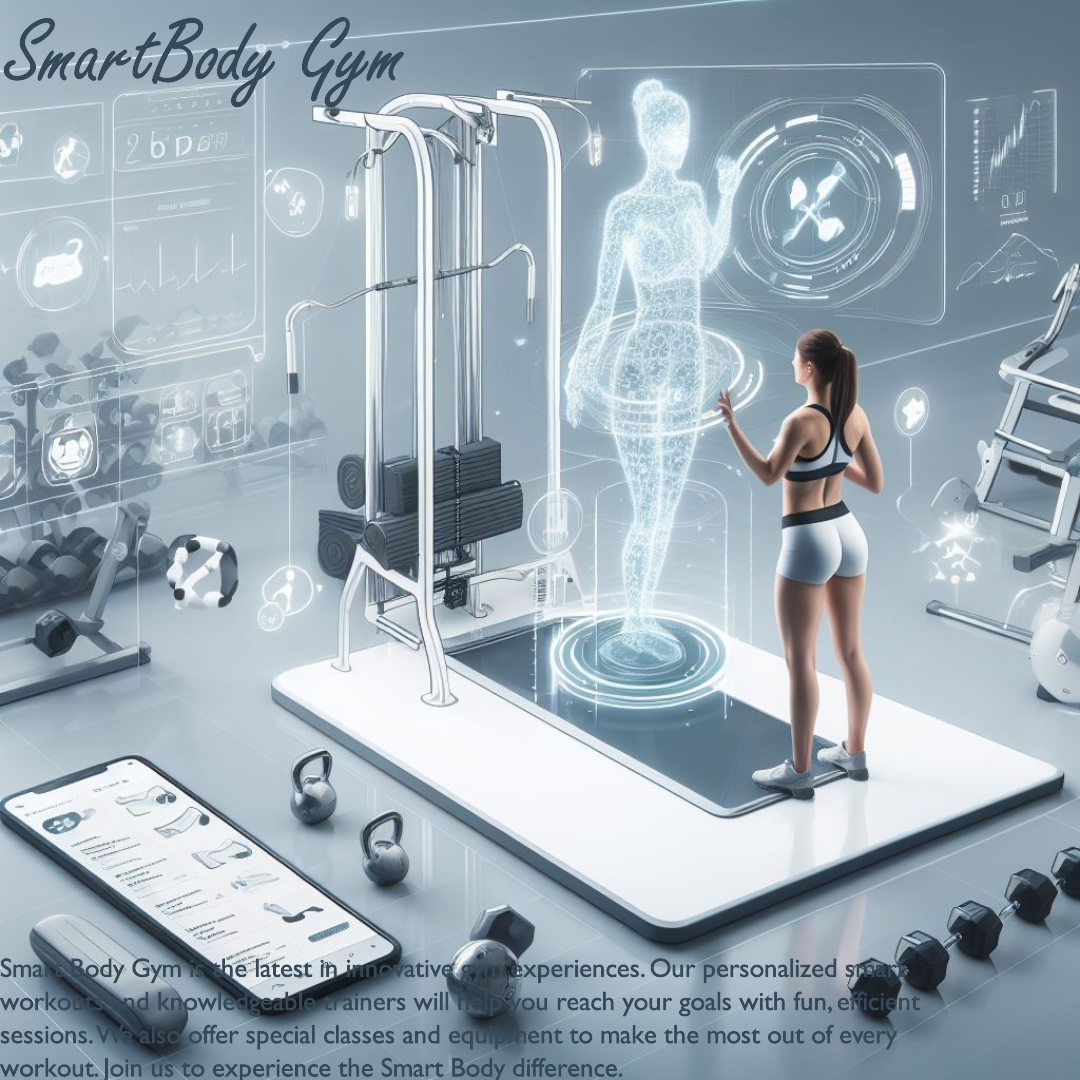 SmartBody Gym
Smart Body Gym is the latest in innovative gym experiences. Our personalized smart
workouts and knowledgeable trainers will help you reach your goals with fun, efficient
sessions. We also offer special classes and equipment to make the most out of every
workout. Join us to experience the Smart Body difference.